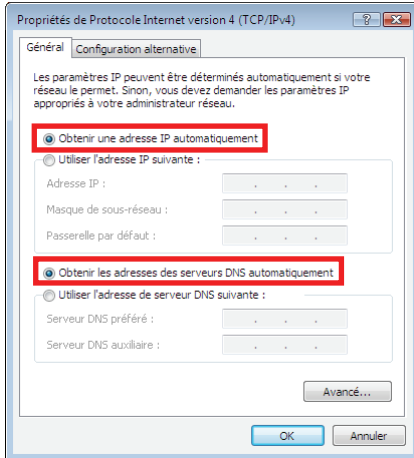 Propriétés de Protocole Internet version 4 (TCP/IPv4)
Général
Configuration alternative
Les paramètres IP peuvent être déterminés automatiquement si votre
réseau le permet. Sinon, vous devez demander les paramètres IP
appropriés à votre administrateur réseau.
Obtenir une adresse IP automatiquement
Utiliser l'adresse IP suivante :
Adresse IP :
Masque de sous-réseau :
Passerelle par défaut :
Obtenir les adresses des serveurs DNS automatiquement
Utiliser l'adresse de serveur DNS suivante :
Serveur DNS préféré :
Serveur DNS auxiliaire :
Avancé...
OK Annuler